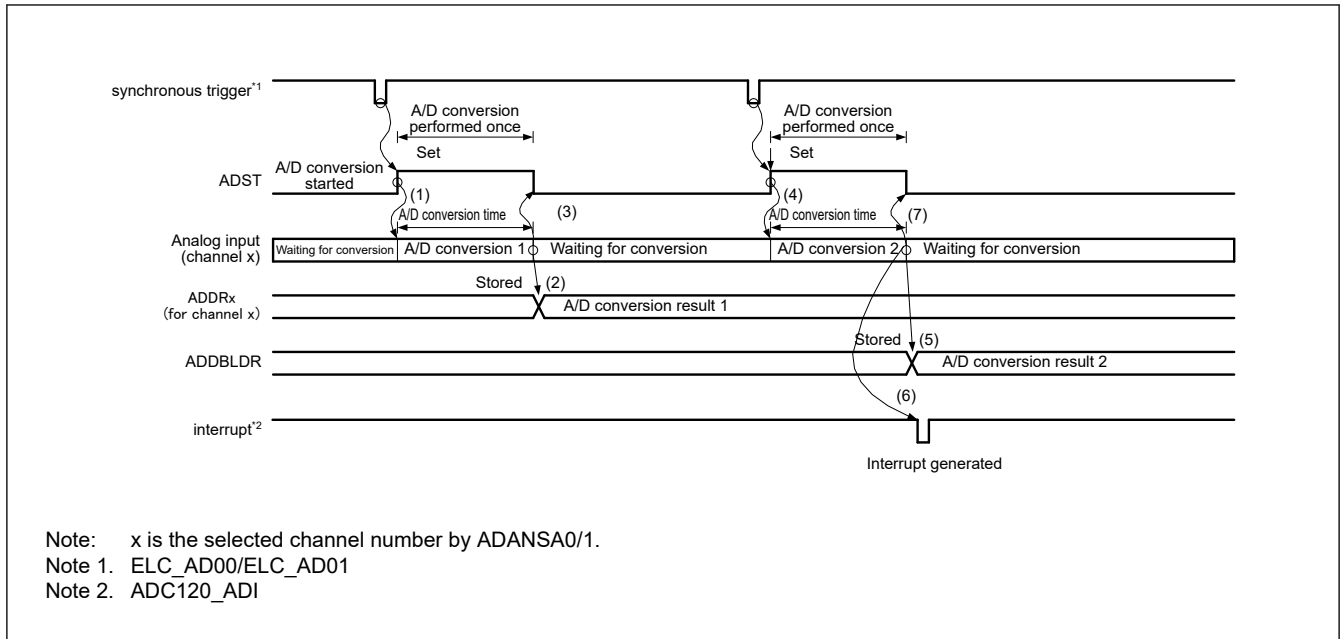 synchronous trigger*1
A/D conversion
performed once
A/D conversion
performed once
Set
Set
A/D conversion
started
ADST
(1)
(3)
(4)
(7)
A/D conversion time
A/D conversion time
Analog input
(channel x)
Waiting for conversion
A/D conversion 1
Waiting for conversion
A/D conversion 2
Waiting for conversion
Stored
(2)
ADDRx
(for channel x)
A/D conversion result 1
Stored
(5)
ADDBLDR
A/D conversion result 2
(6)
interrupt*2
Interrupt generated
Note: x is the selected channel number by ADANSA0/1.
Note 1. ELC_AD00/ELC_AD01
Note 2. ADC120_ADI